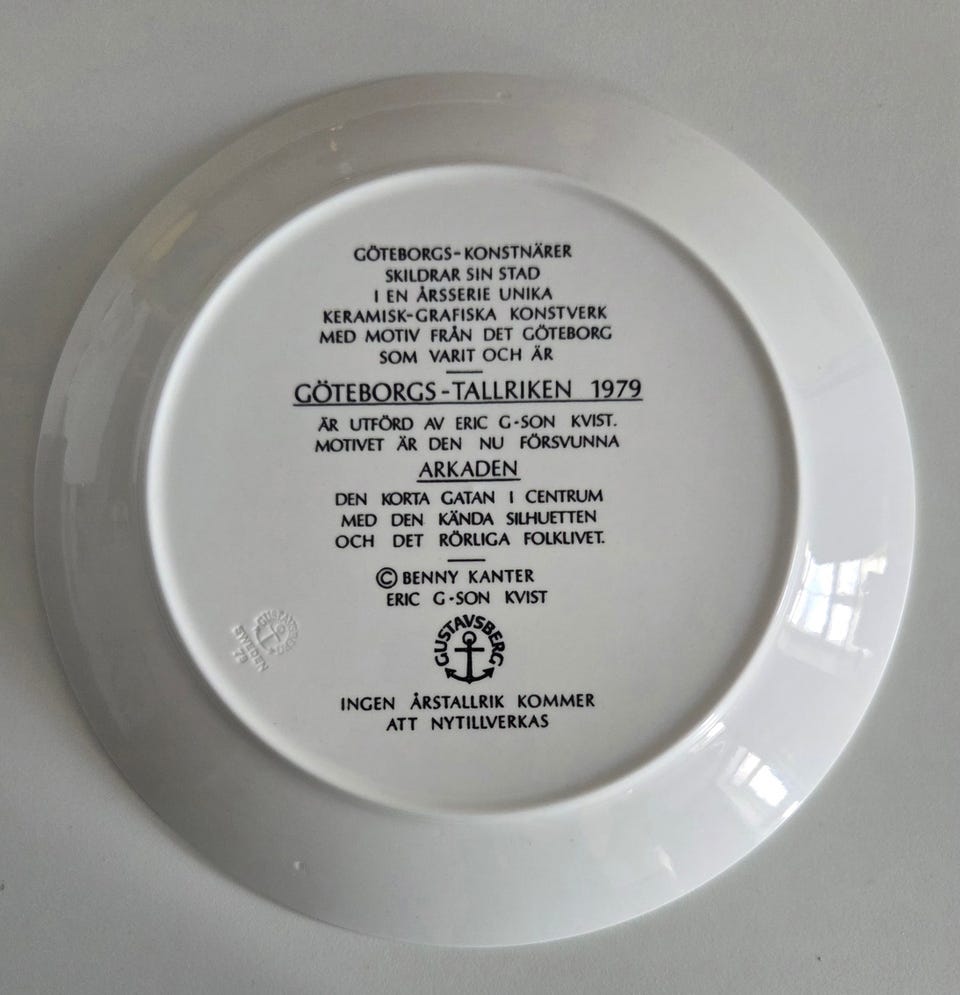 GÖTEBORGS-KONSTNÄRER
SKILDRAR SIN STAD
I EN ÅRSSERIE UNIKA
KERAMISK-GRAFISKA KONSTVERK
MED MOTIV FRÅN DET GÖTEBORG
SOM VARIT OCH ÄR
GÖTEBORGS-TALLRIKEN 1979
ÄR UTFÖRD AV ERIC G-SON KVIST.
MOTIVET ÄR DEN NU FÖRSVUNNA
ARKADEN
DEN KORTA GATAN I CENTRUM
MED DEN KÄNDA SILHUETTEN
OCH DET RÖRLIGA FOLKLIVET.
© BENNY KANTER
ERIC G-SON KVIST
GUSTAVSBERG
INGEN ÅRSTALLRIK KOMMER
ATT NYTILLVERKAS
GUSTAVSBERG
SWEDEN
79